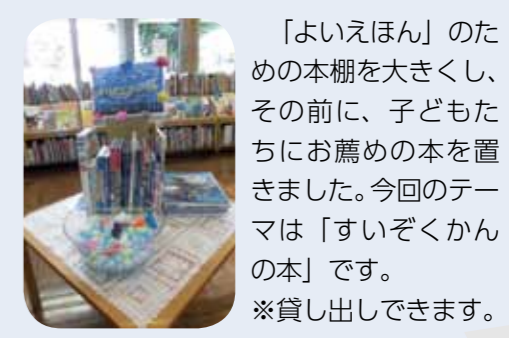 「よいえほん」のた
めの本棚を大きくし、
その前に、子どもた
ちにお薦めの本を置
きました。今回のテー
マは「すいぞくかん
の本」です。
※貸し出しできます。